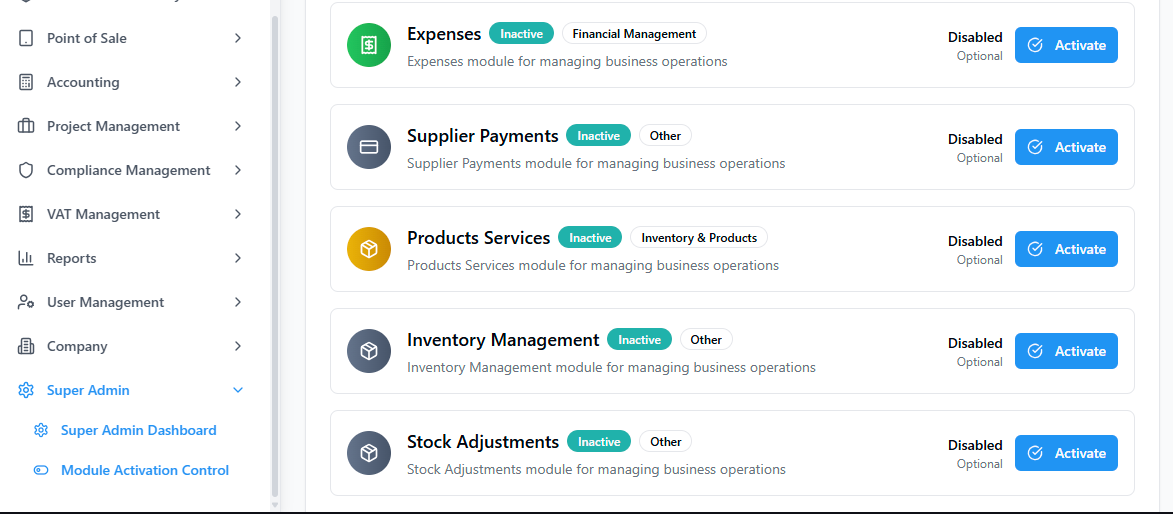 Point of Sale
Accounting
Project Management
Compliance Management
VAT Management
Reports
User Management
Company
Super Admin
Super Admin Dashboard
Module Activation Control
Expenses Inactive Financial Management
Expenses module for managing business operations
Disabled
Optional
Activate
Supplier Payments Inactive Other
Supplier Payments module for managing business operations
Disabled
Optional
Activate
Products Services Inactive Inventory & Products
Products Services module for managing business operations
Disabled
Optional
Activate
Inventory Management Inactive Other
Inventory Management module for managing business operations
Disabled
Optional
Activate
Stock Adjustments Inactive Other
Stock Adjustments module for managing business operations
Disabled
Optional
Activate